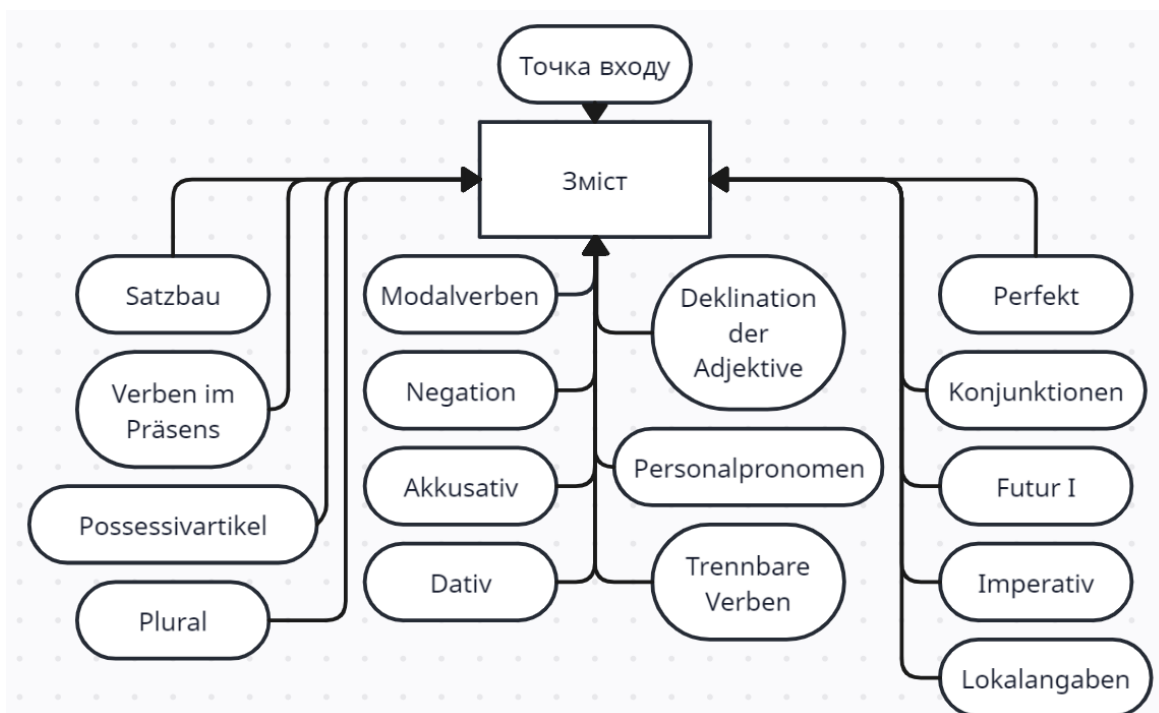 Точка входу
Зміст
Satzbau
Verben im
Präsens
Possessivartikel
Plural
Modalverben
Negation
Akkusativ
Dativ
Deklination
der
Adjektive
Personalpronomen
Trennbare
Verben
Perfekt
Konjunktionen
Futur I
Imperativ
Lokalangaben